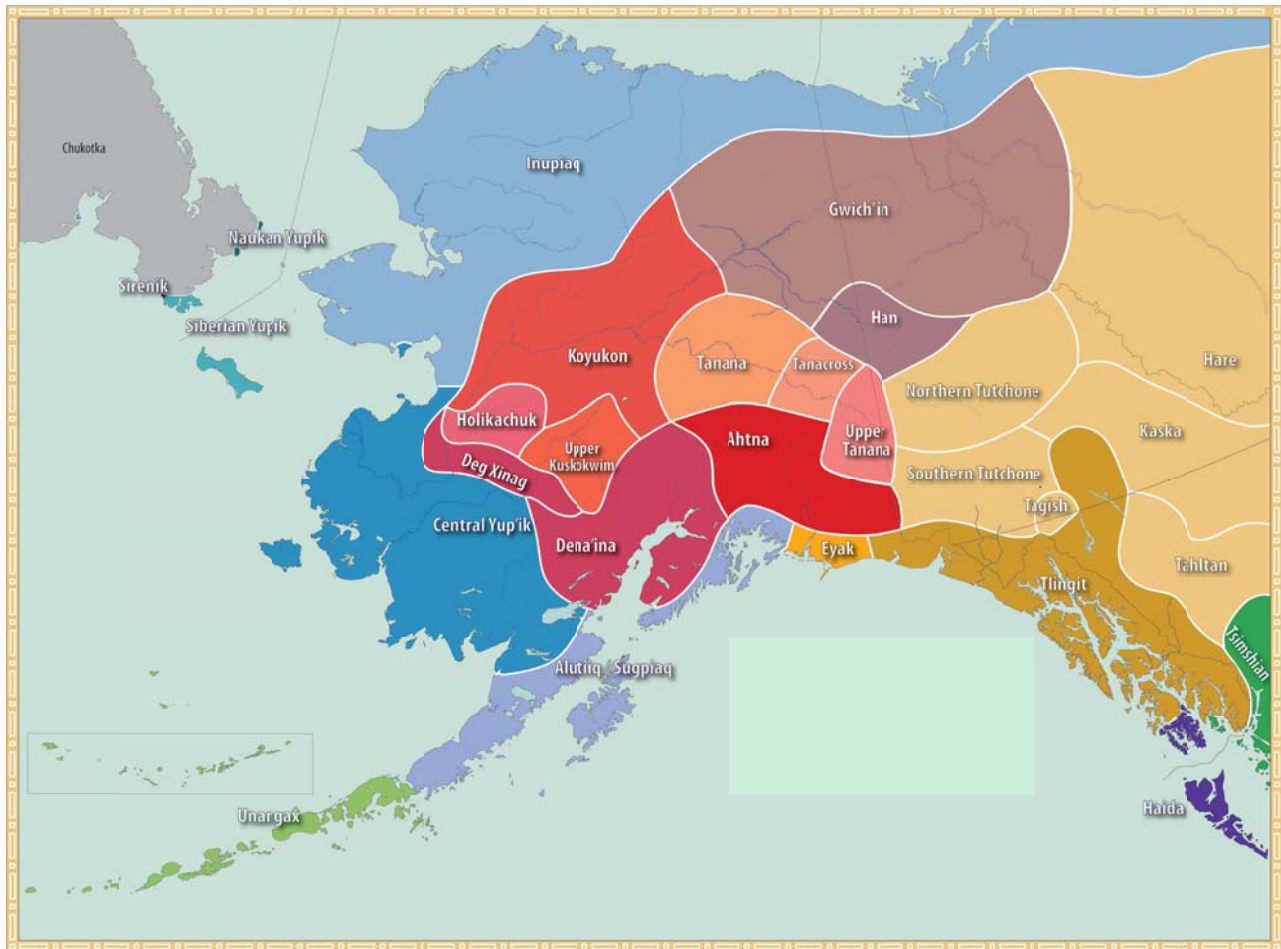 Chukotka
Inupiaq
Gwich'in
Naukan Yupik
Sirenik
Siberian Yupik
Han
Koyukon
Tanana
Tanacross
Hare
Northern Tutchone
Holikachuk
Kaska
Ahtna
Upper
Tanana
Upper
Kuskokwim
Deg Xinag
Southern Tutchone
Tagish
Central Yup'ik
Dena'ina
Eyak
Tahltan
Tlingit
Tsimshian
Alutiiq / Sugpiaq
Haida
Unangax̂